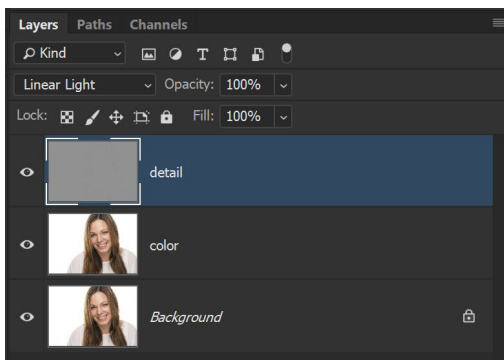 Layers Paths Channels
Kind
Linear Light Opacity: 100%
Lock: Fill: 100%
detail
color
Background